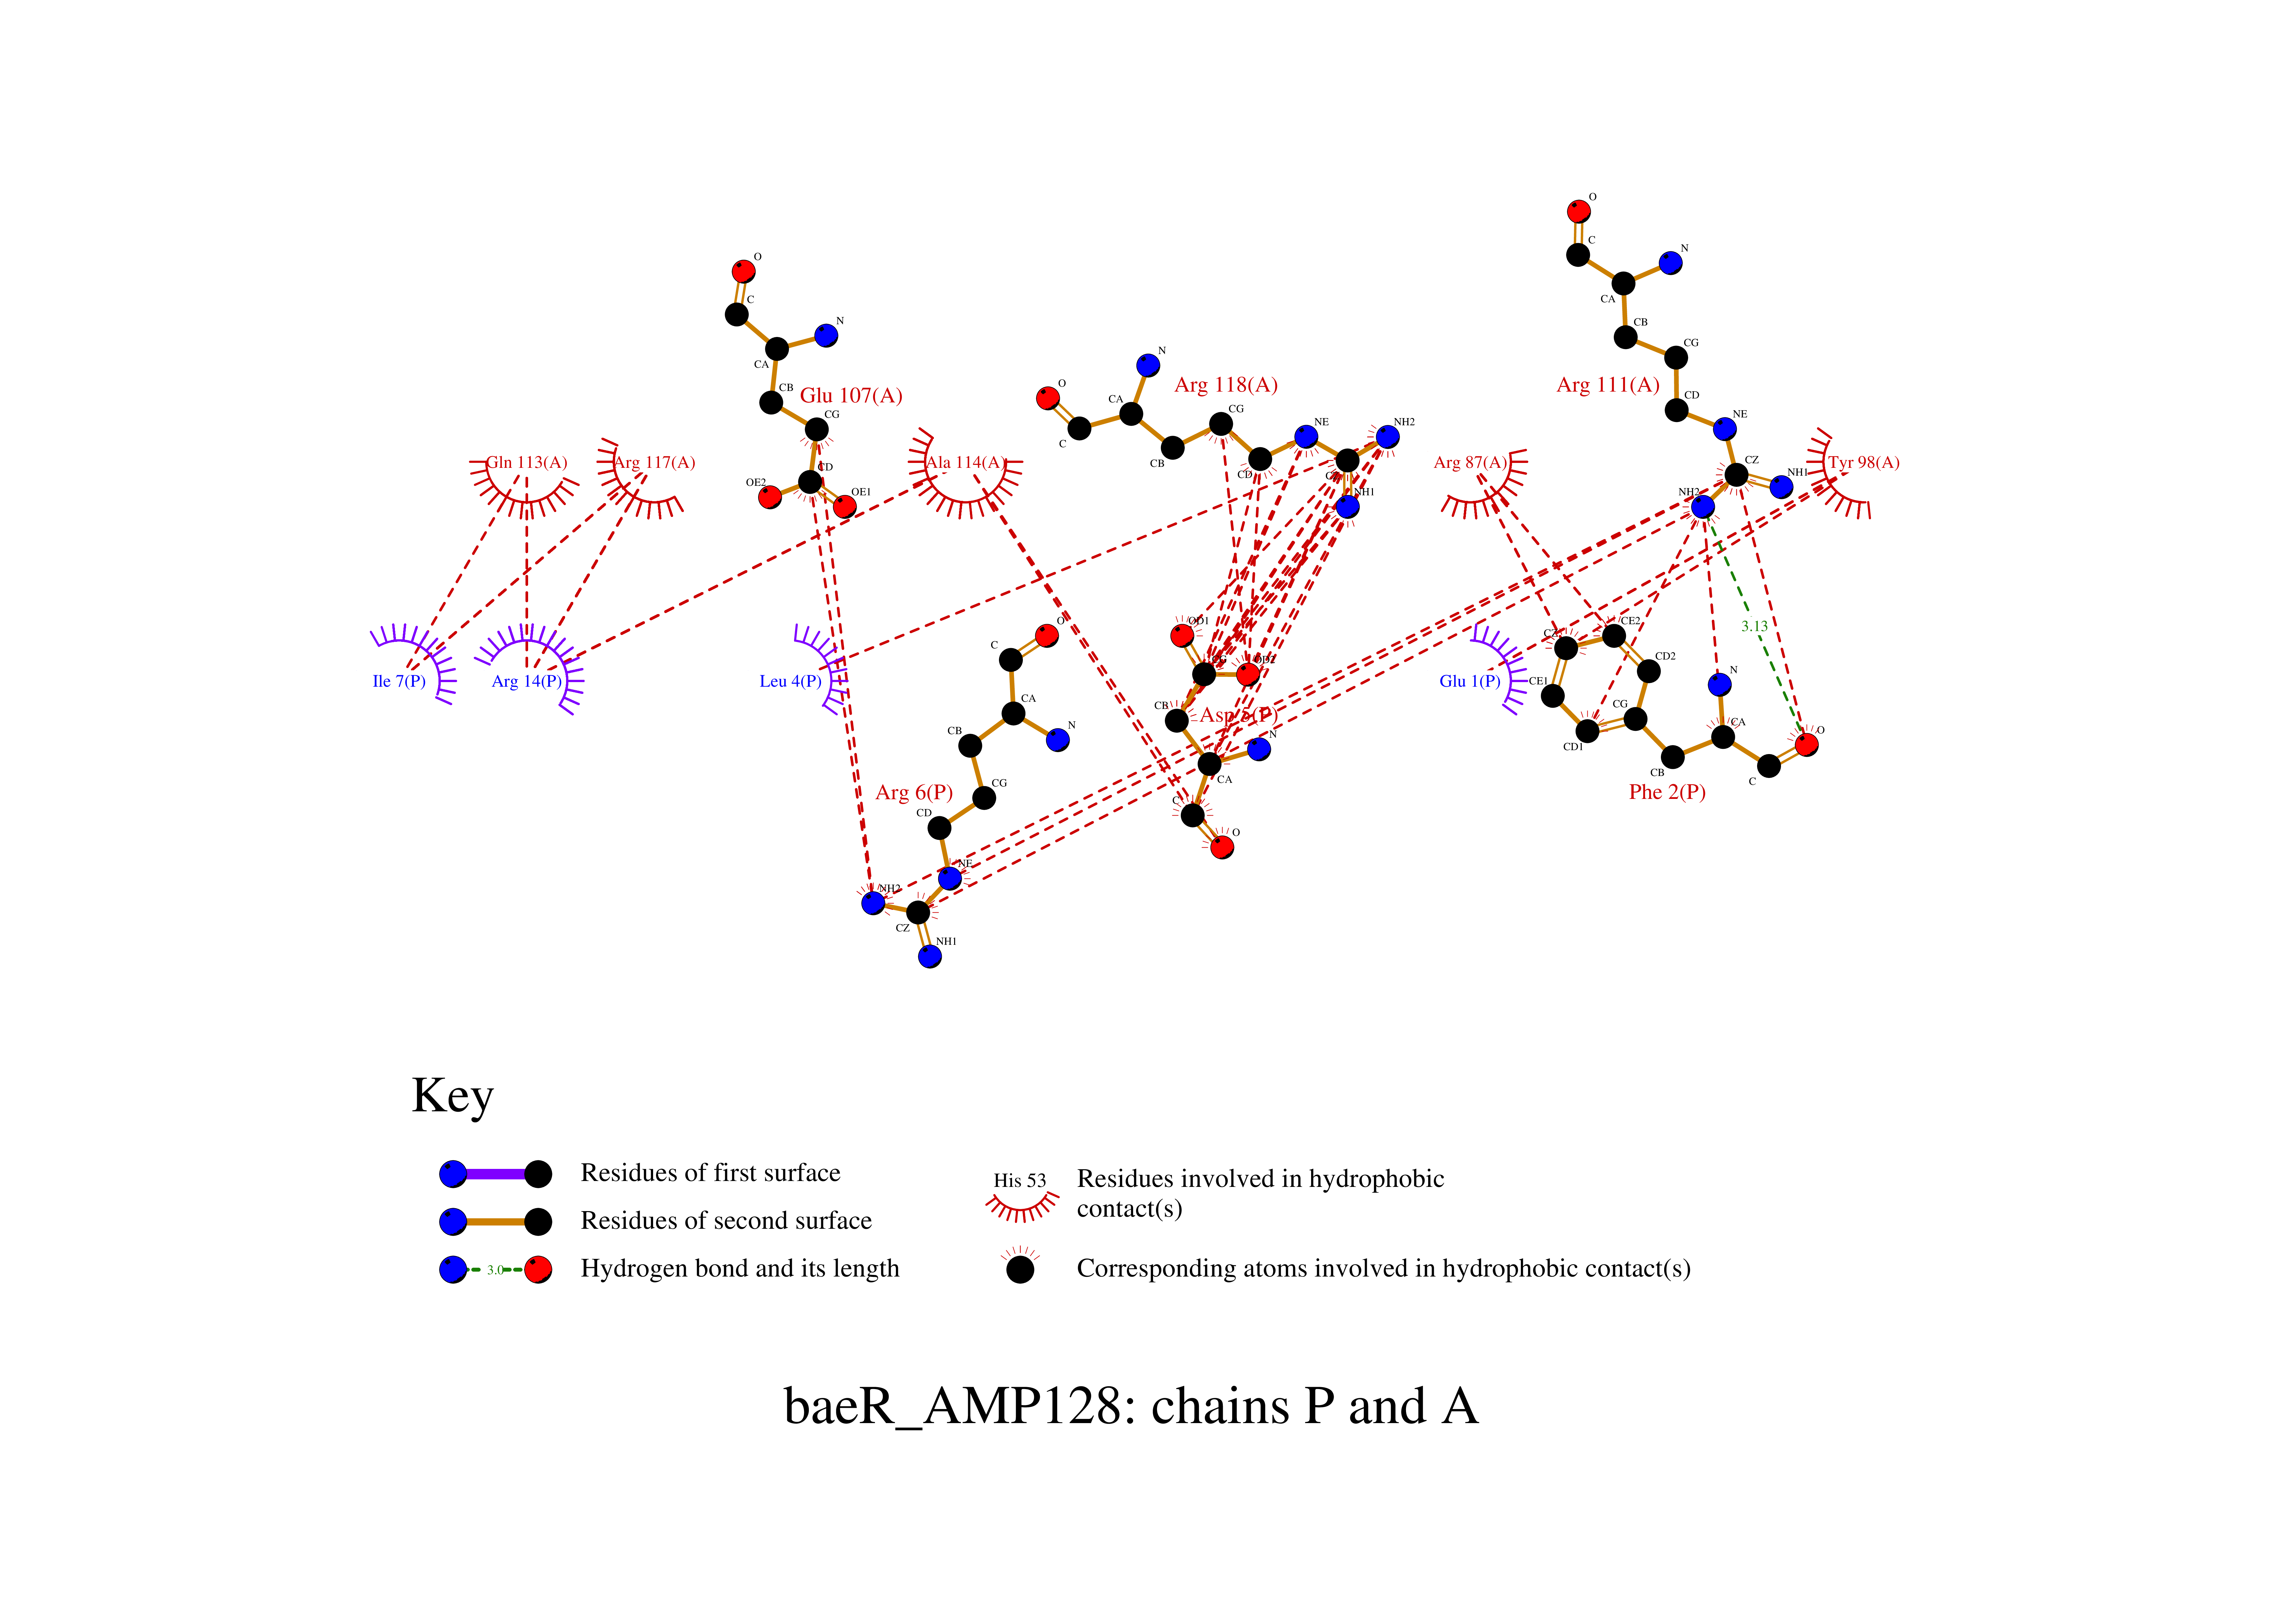 O
C
N
CA
CB
CG
Arg 111(A)
CD
NE
CZ
NH1
NH2
O
C
N
CA
CB
Glu 107(A)
CG
CD
OE2
OE1
N
O
CA
Arg 118(A)
CG
NE
NH2
C
CB
CD
NH1
Gln 113(A)
Arg 117(A)
Ala 114(A)
Arg 87(A)
Tyr 98(A)
3.13
Ile 7(P)
Arg 14(P)
Leu 4(P)
Glu 1(P)
O
C
CA
N
CB
CG
Arg 6(P)
CD
NE
NH2
CZ
NH1
OD1
CG
OD2
CB
Asp 3(P)
N
CA
C
O
CZ
CE2
CD2
CE1
CG
CD1
N
CA
O
CB
C
Phe 2(P)
Key
Residues of first surface
Residues of second surface
3.0
Hydrogen bond and its length
His 53
Residues involved in hydrophobic
contact(s)
Corresponding atoms involved in hydrophobic contact(s)
baeR_AMP128: chains P and A